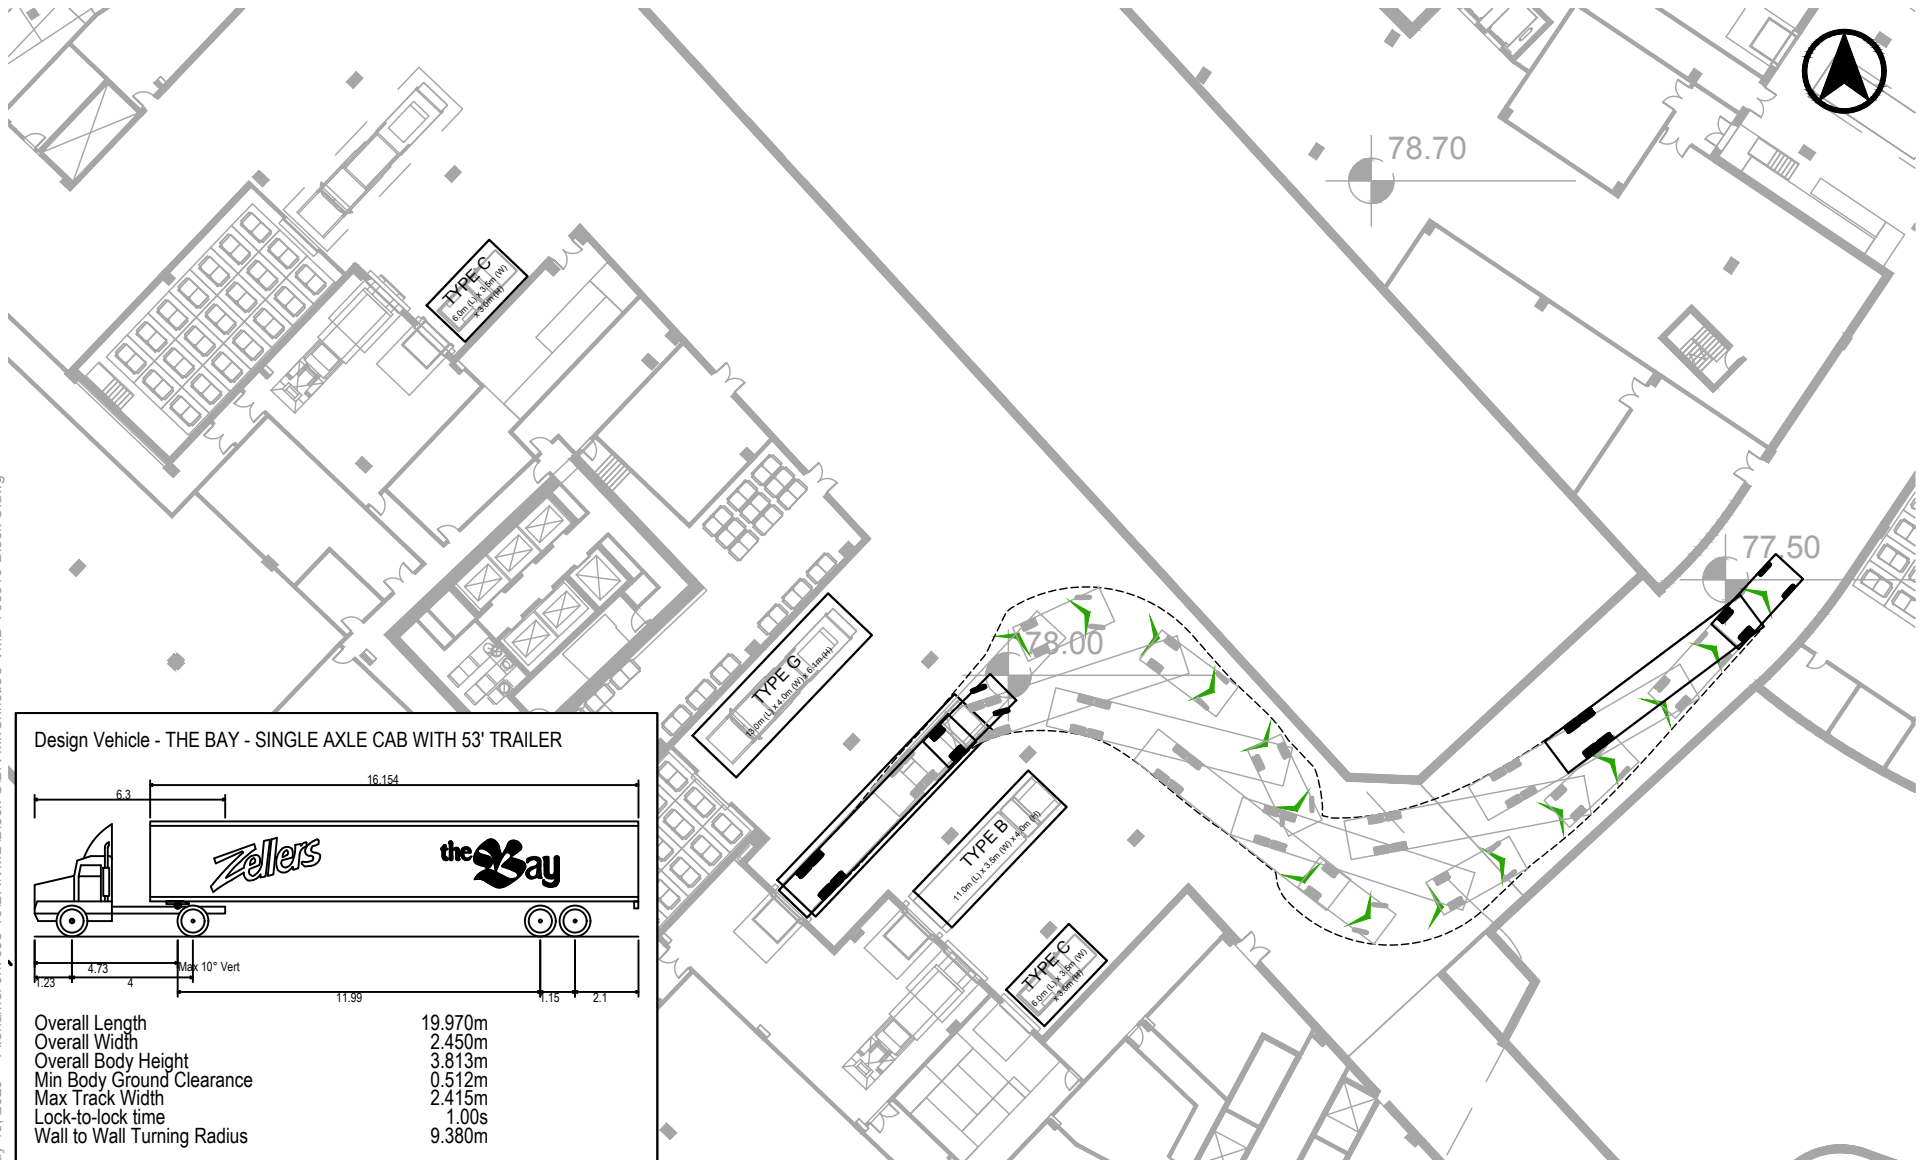 78.70
TYPE C
6.0m (L) x 3.5m (W)
x 3.6m (H)
77.50
78.00
TYPE G
13.0m (L) x 4.0m (W) x 6.1m (H)
TYPE B
11.0m (L) x 3.5m (W) x 4.0m (H)
TYPE C
6.0m (L) x 3.5m (W)
x 3.6m (H)
Design Vehicle - THE BAY - SINGLE AXLE CAB WITH 53' TRAILER
16.154
6.3
Zellers
the Bay
4.73
Max 10° Vert
1.23
4
11.99
1.15
2.1
Overall Length 19.970m
Overall Width 2.450m
Overall Body Height 3.813m
Min Body Ground Clearance 0.512m
Max Track Width 2.415m
Lock-to-lock time 1.00s
Wall to Wall Turning Radius 9.380m